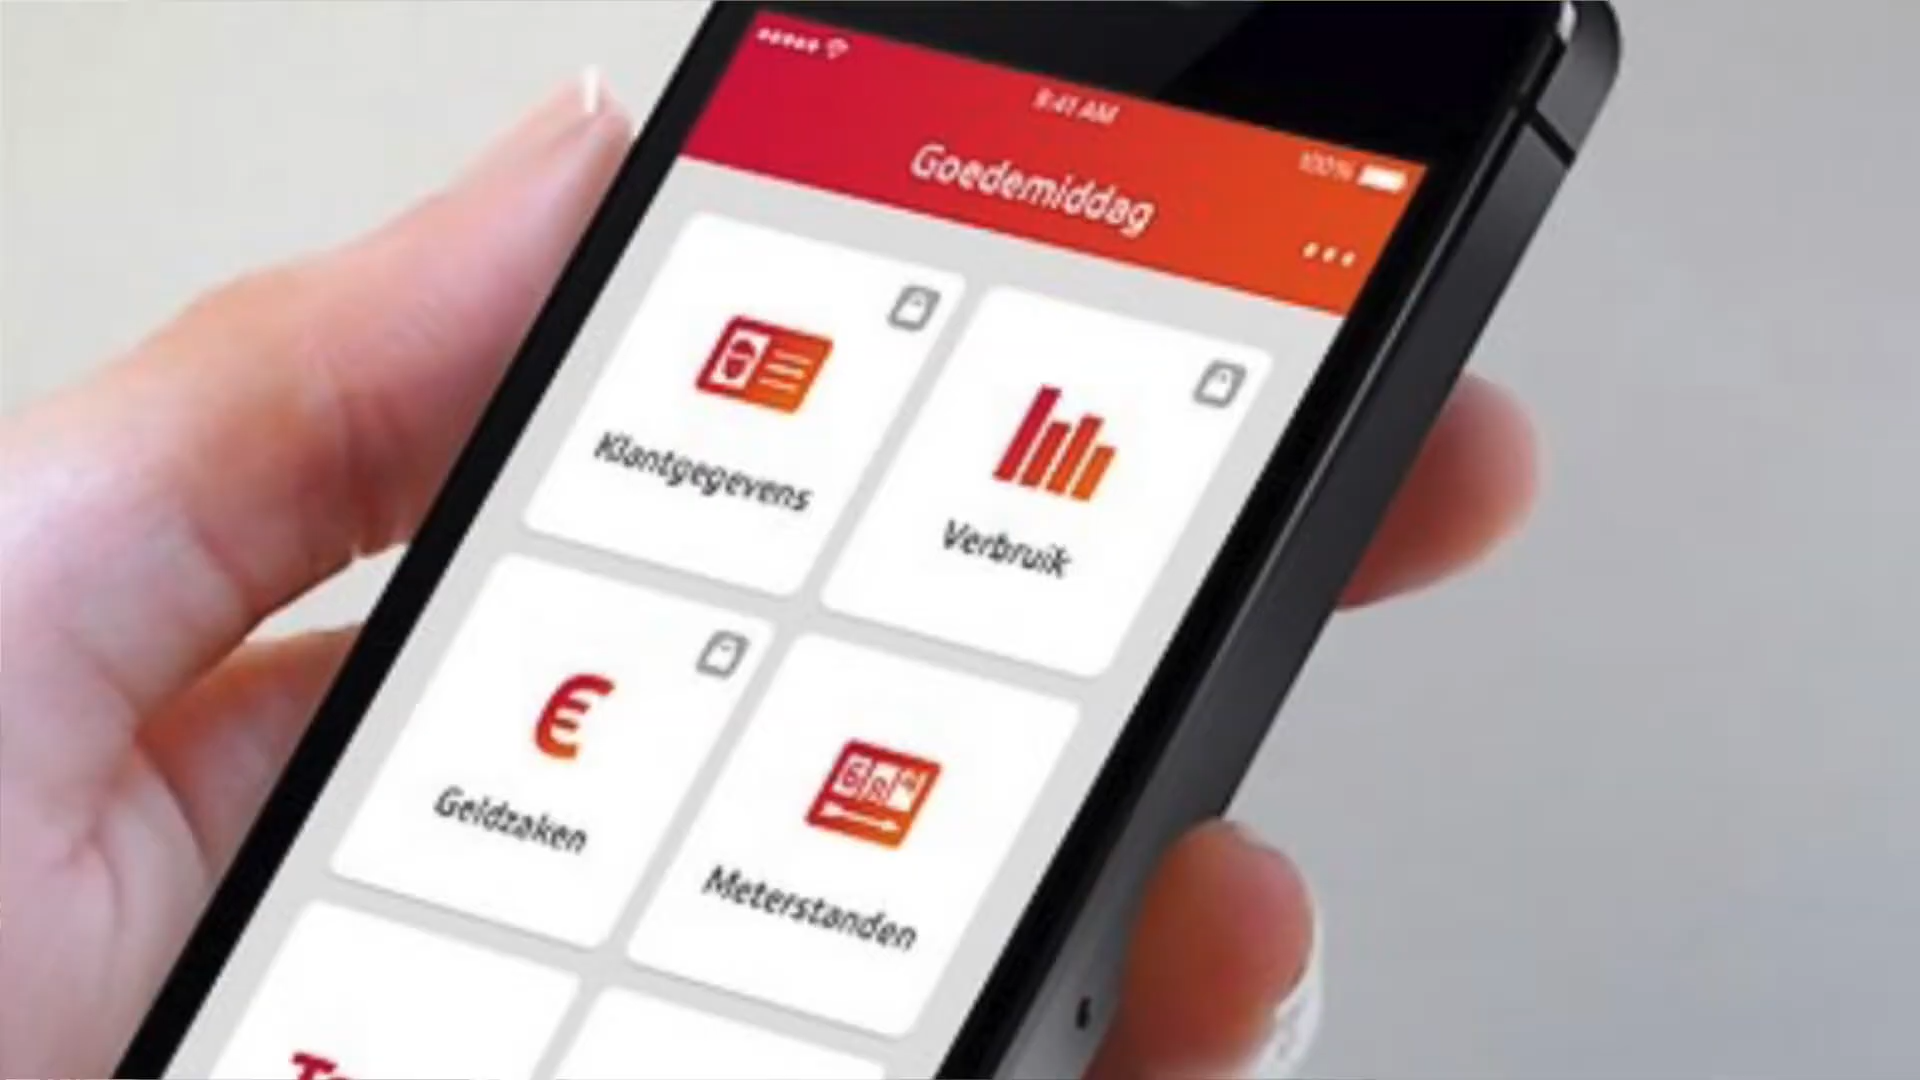 9:41 AM
100%
Goedemiddag
Klantgegevens
Verbruik
Geldzaken
Meterstanden